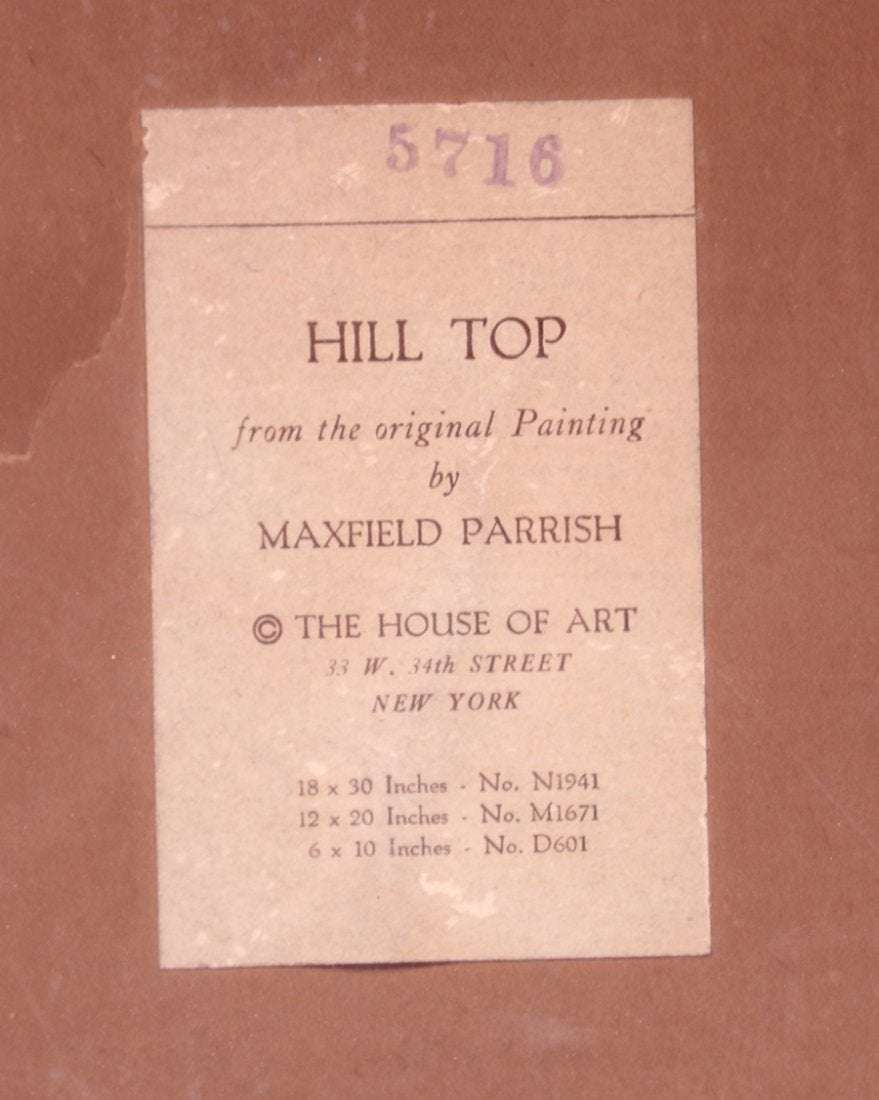 5716
HILL TOP
from the original Painting
by
MAXFIELD PARRISH
© THE HOUSE OF ART
33 W. 34th STREET
NEW YORK
18 x 30 Inches - No. N1941
12 x 20 Inches - No. M1671
6 x 10 Inches - No. D601